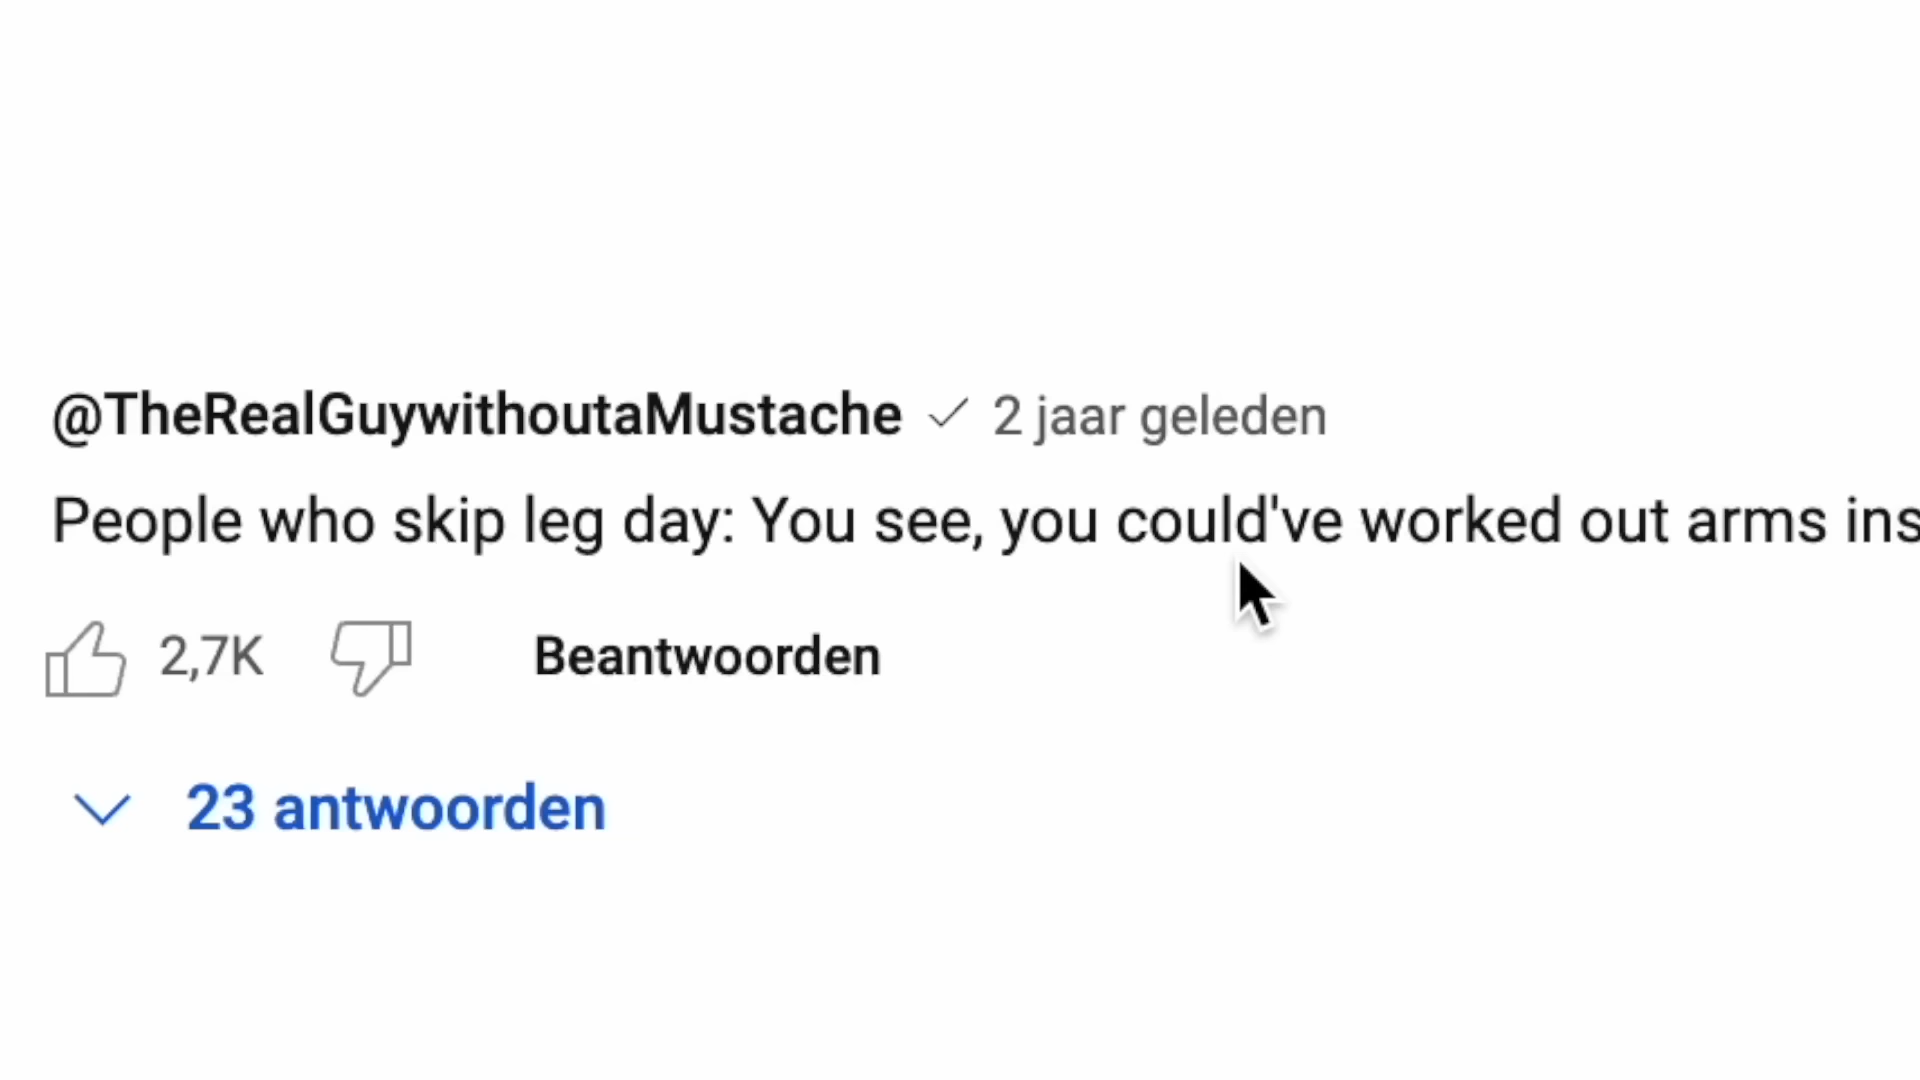 @TheRealGuywithoutaMustache 2 jaar geleden
People who skip leg day: You see, you could've worked out arms ins
2,7K Beantwoorden
23 antwoorden